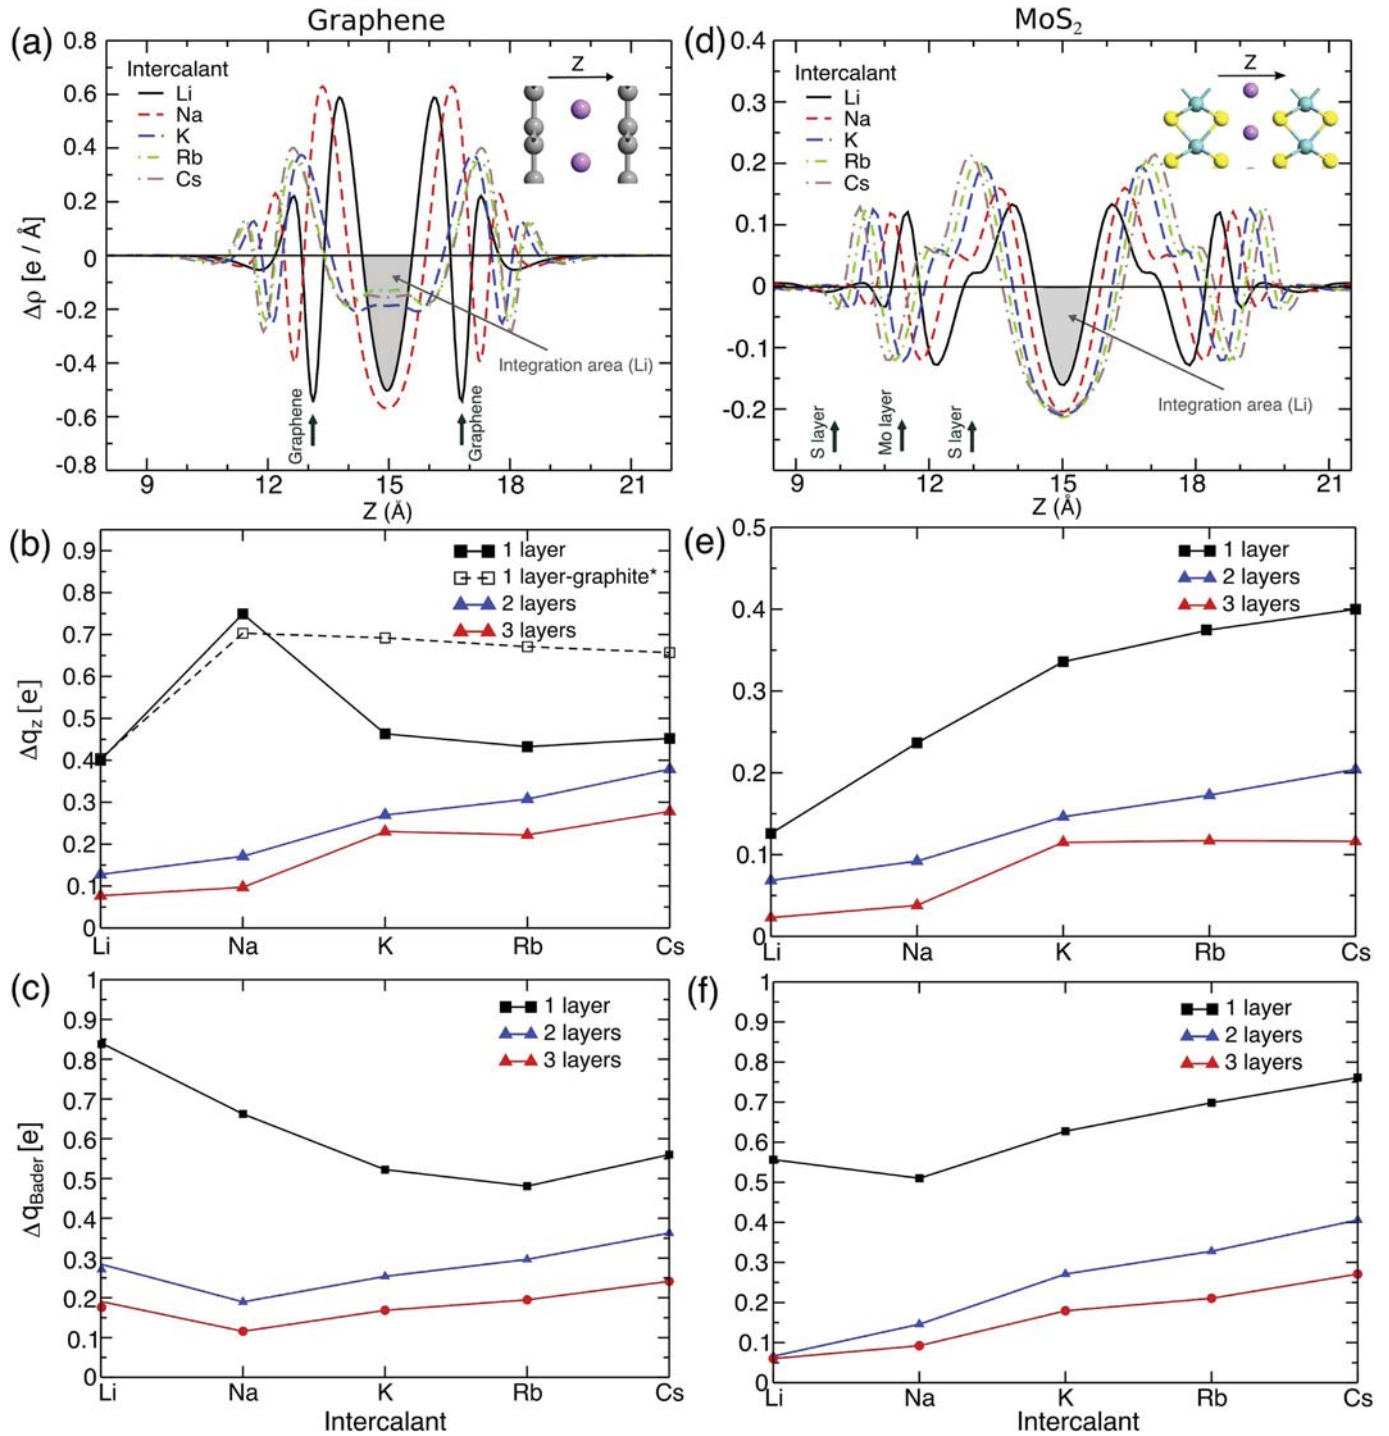 Graphene
(a)
0.8
0.6
0.4
0.2
0
-0.2
-0.4
-0.6
-0.8
Δρ [e / Å]
Intercalant
Li
Na
K
Rb
Cs
Z
Integration area (Li)
Graphene
Graphene
9 12 15 18 21
Z (Å)
MoS2
(d)
0.4
0.3
0.2
0.1
0
-0.1
-0.2
Intercalant
Li
Na
K
Rb
Cs
Z
Integration area (Li)
S layer
Mo layer
S layer
9 12 15 18 21
Z (Å)
(b)
0.9
0.8
0.7
0.6
0.5
0.4
0.3
0.2
0.1
0
Δqz [e]
1 layer
1 layer-graphite*
2 layers
3 layers
Li Na K Rb Cs
(e)
0.5
0.4
0.3
0.2
0.1
0
1 layer
2 layers
3 layers
Li Na K Rb Cs
(c)
1
0.9
0.8
0.7
0.6
0.5
0.4
0.3
0.2
0.1
0
ΔqBader [e]
1 layer
2 layers
3 layers
Li Na K Rb Cs
Intercalant
(f)
1
0.9
0.8
0.7
0.6
0.5
0.4
0.3
0.2
0.1
0
1 layer
2 layers
3 layers
Li Na K Rb Cs
Intercalant